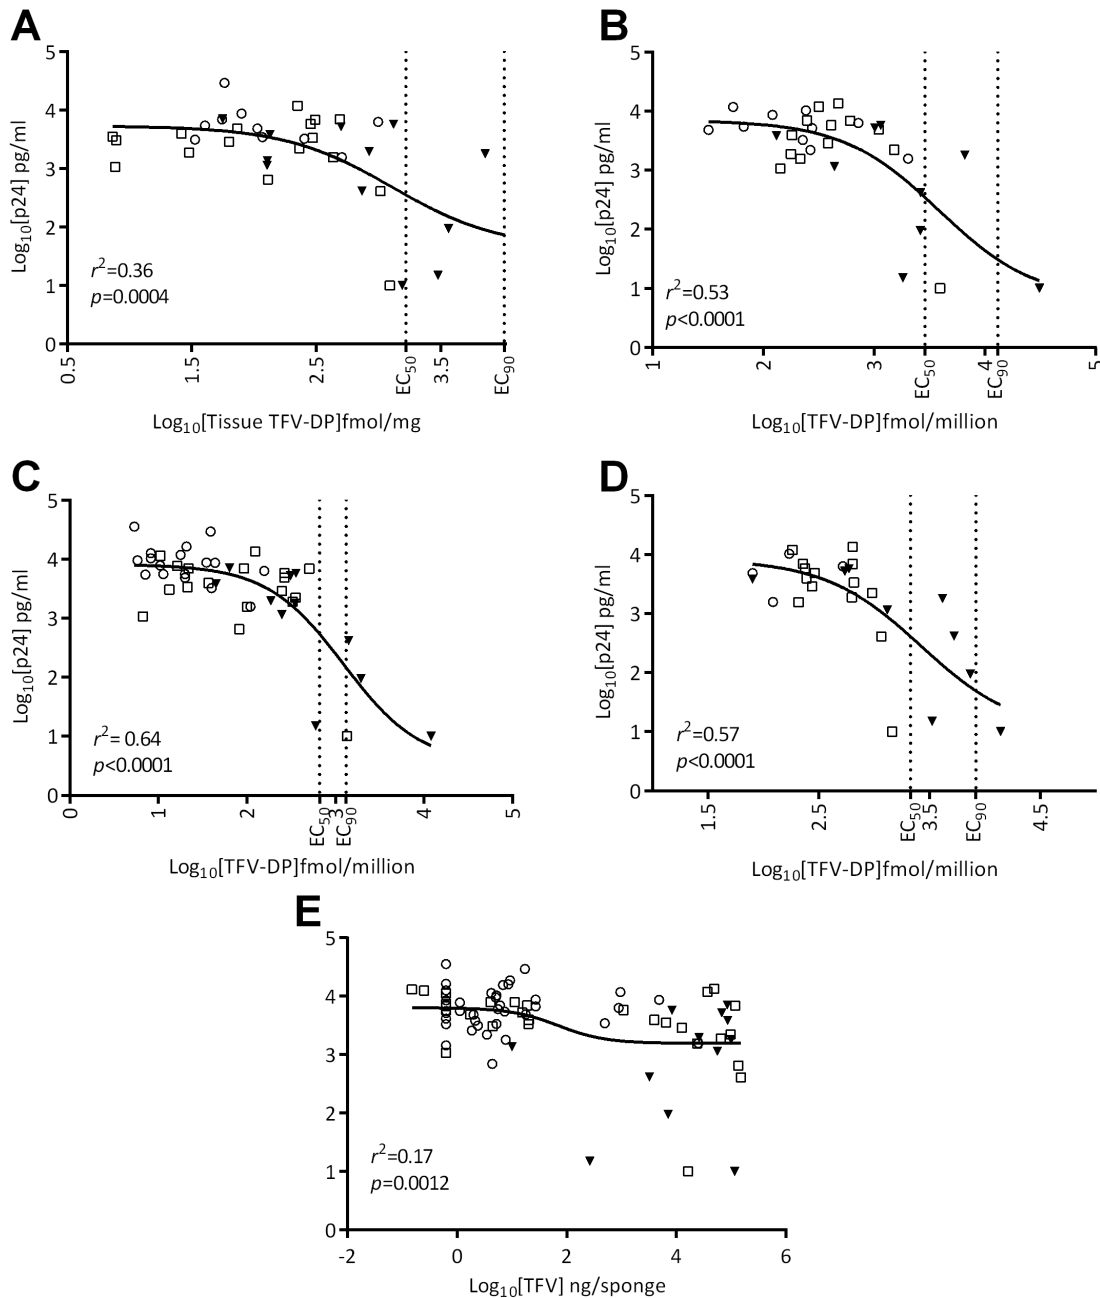 A
5
4
3
2
1
0
Log10[p24] pg/ml
r2=0.36
p=0.0004
0.5
1.5
2.5
EC50
3.5
EC90
Log10[Tissue TFV-DP]fmol/mg
B
5
4
3
2
1
0
Log10[p24] pg/ml
r2=0.53
p<0.0001
1
2
3
EC50
4
EC90
5
Log10[TFV-DP]fmol/million
C
5
4
3
2
1
0
Log10[p24] pg/ml
r2= 0.64
p<0.0001
0
1
2
EC50
3
EC90
4
5
Log10[TFV-DP]fmol/million
D
5
4
3
2
1
0
Log10[p24] pg/ml
r2=0.57
p<0.0001
1.5
2.5
EC50
3.5
EC90
4.5
Log10[TFV-DP]fmol/million
E
5
4
3
2
1
0
Log10[p24] pg/ml
r2=0.17
p=0.0012
-2
0
2
4
6
Log10[TFV] ng/sponge